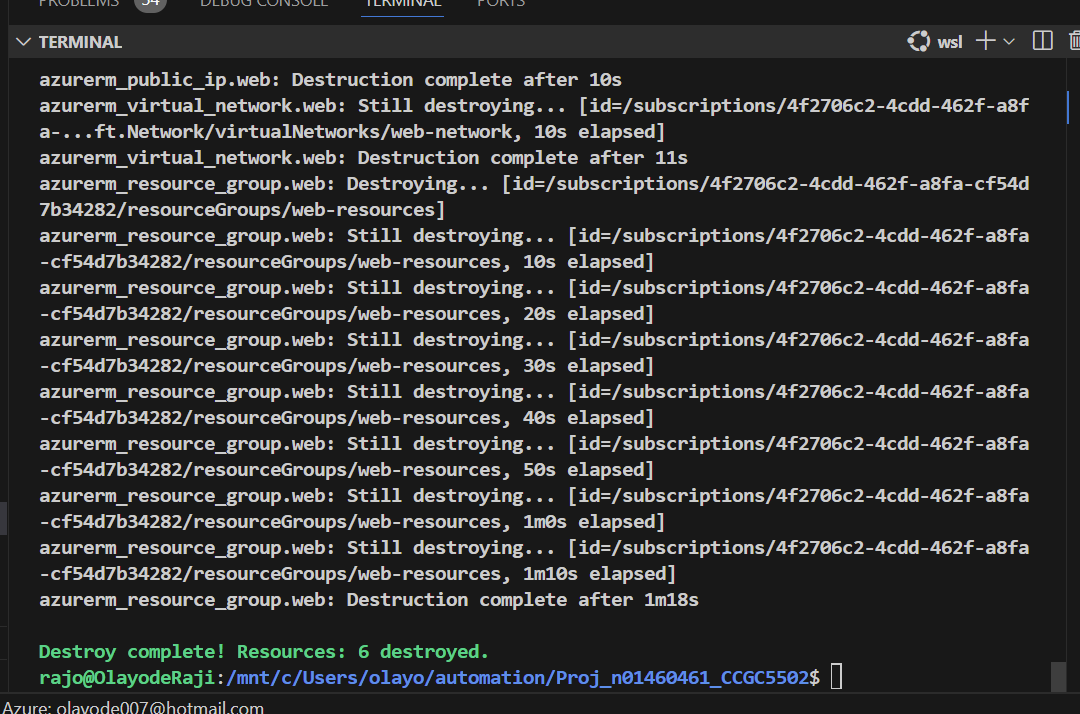 PROBLEMS 54 DEBUG CONSOLE TERMINAL PORTS
TERMINAL wsl
azurerm_public_ip.web: Destruction complete after 10s
azurerm_virtual_network.web: Still destroying... [id=/subscriptions/4f2706c2-4cdd-462f-a8f
a-...ft.Network/virtualNetworks/web-network, 10s elapsed]
azurerm_virtual_network.web: Destruction complete after 11s
azurerm_resource_group.web: Destroying... [id=/subscriptions/4f2706c2-4cdd-462f-a8fa-cf54d
7b34282/resourceGroups/web-resources]
azurerm_resource_group.web: Still destroying... [id=/subscriptions/4f2706c2-4cdd-462f-a8fa
-cf54d7b34282/resourceGroups/web-resources, 10s elapsed]
azurerm_resource_group.web: Still destroying... [id=/subscriptions/4f2706c2-4cdd-462f-a8fa
-cf54d7b34282/resourceGroups/web-resources, 20s elapsed]
azurerm_resource_group.web: Still destroying... [id=/subscriptions/4f2706c2-4cdd-462f-a8fa
-cf54d7b34282/resourceGroups/web-resources, 30s elapsed]
azurerm_resource_group.web: Still destroying... [id=/subscriptions/4f2706c2-4cdd-462f-a8fa
-cf54d7b34282/resourceGroups/web-resources, 40s elapsed]
azurerm_resource_group.web: Still destroying... [id=/subscriptions/4f2706c2-4cdd-462f-a8fa
-cf54d7b34282/resourceGroups/web-resources, 50s elapsed]
azurerm_resource_group.web: Still destroying... [id=/subscriptions/4f2706c2-4cdd-462f-a8fa
-cf54d7b34282/resourceGroups/web-resources, 1m0s elapsed]
azurerm_resource_group.web: Still destroying... [id=/subscriptions/4f2706c2-4cdd-462f-a8fa
-cf54d7b34282/resourceGroups/web-resources, 1m10s elapsed]
azurerm_resource_group.web: Destruction complete after 1m18s
Destroy complete! Resources: 6 destroyed.
rajo@OlayodeRaji:/mnt/c/Users/olayo/automation/Proj_n01460461_CCGC5502$
Azure: olayode007@hotmail.com